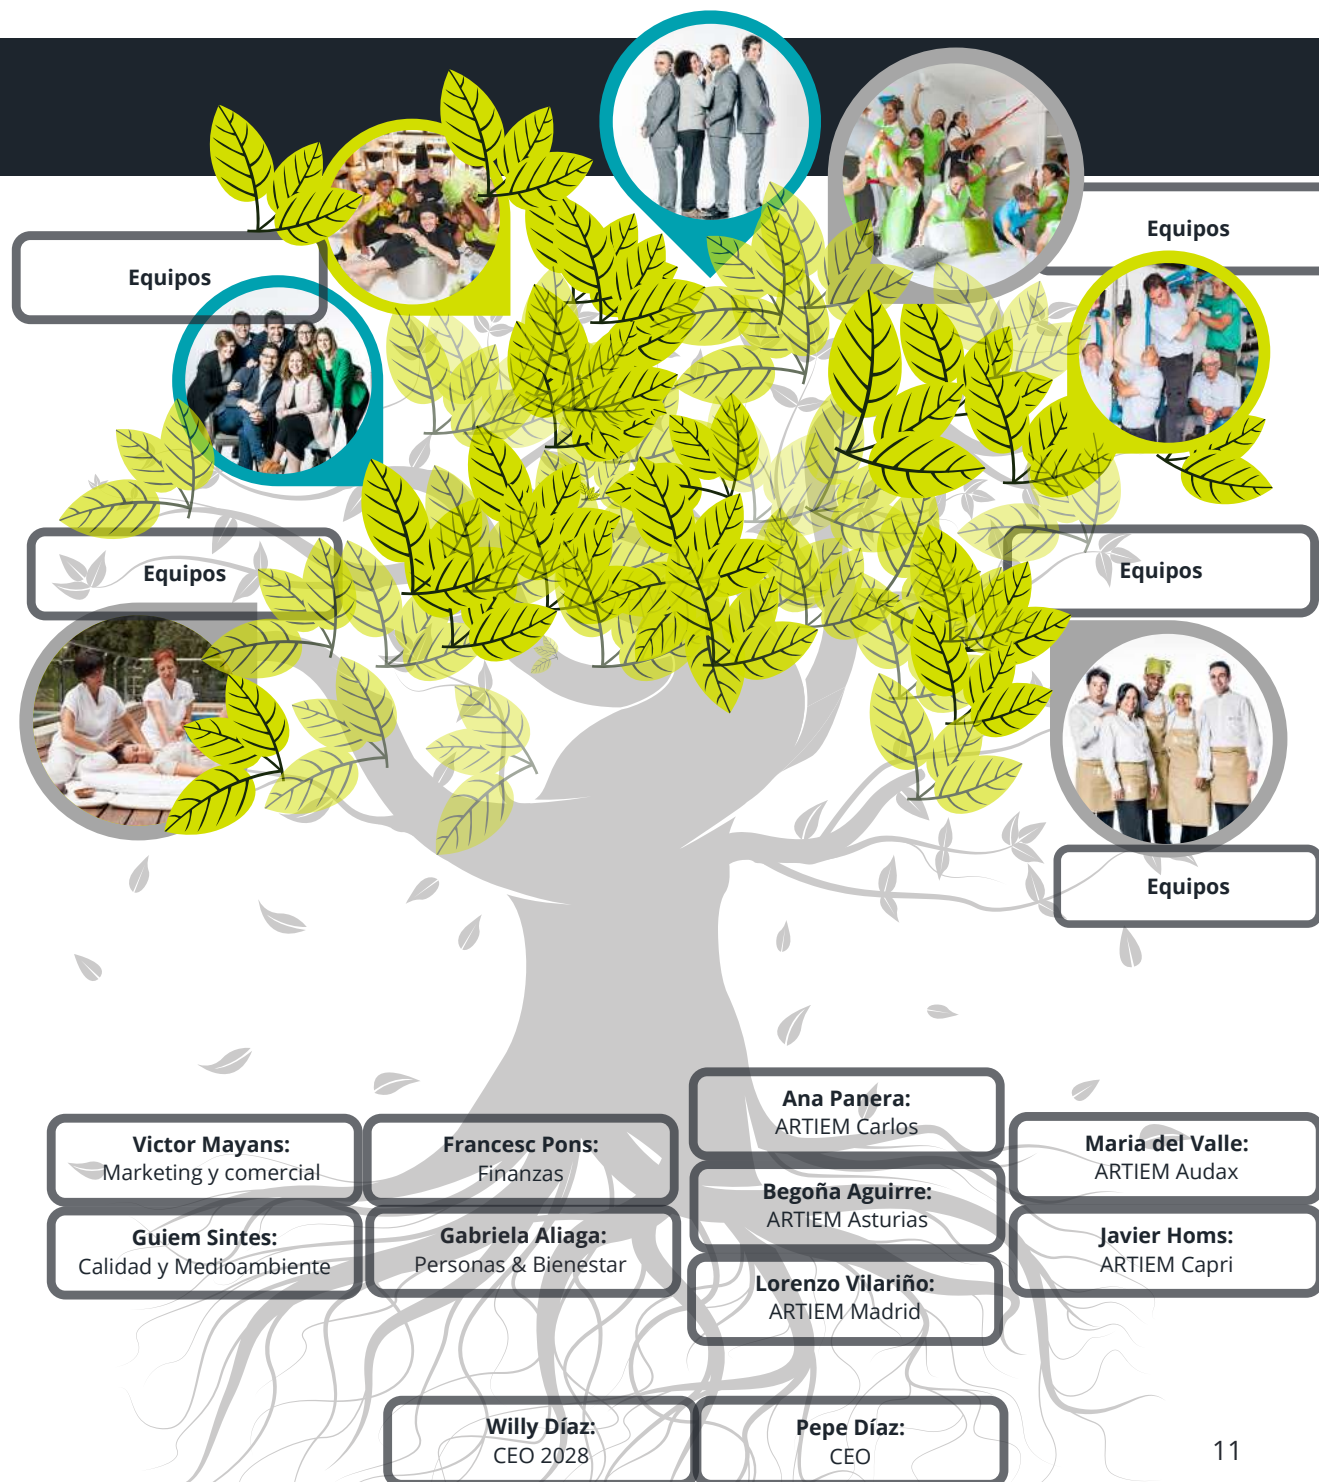 Equipos
Equipos
Equipos
Equipos
Equipos
Ana Panera:
ARTIEM Carlos
Victor Mayans:
Marketing y comercial
Francesc Pons:
Finanzas
Maria del Valle:
ARTIEM Audax
Begoña Aguirre:
ARTIEM Asturias
Guiem Sintes:
Calidad y Medioambiente
Gabriela Aliaga:
Personas & Bienestar
Javier Homs:
ARTIEM Capri
Lorenzo Vilariño:
ARTIEM Madrid
Willy Díaz:
CEO 2028
Pepe Díaz:
CEO
11